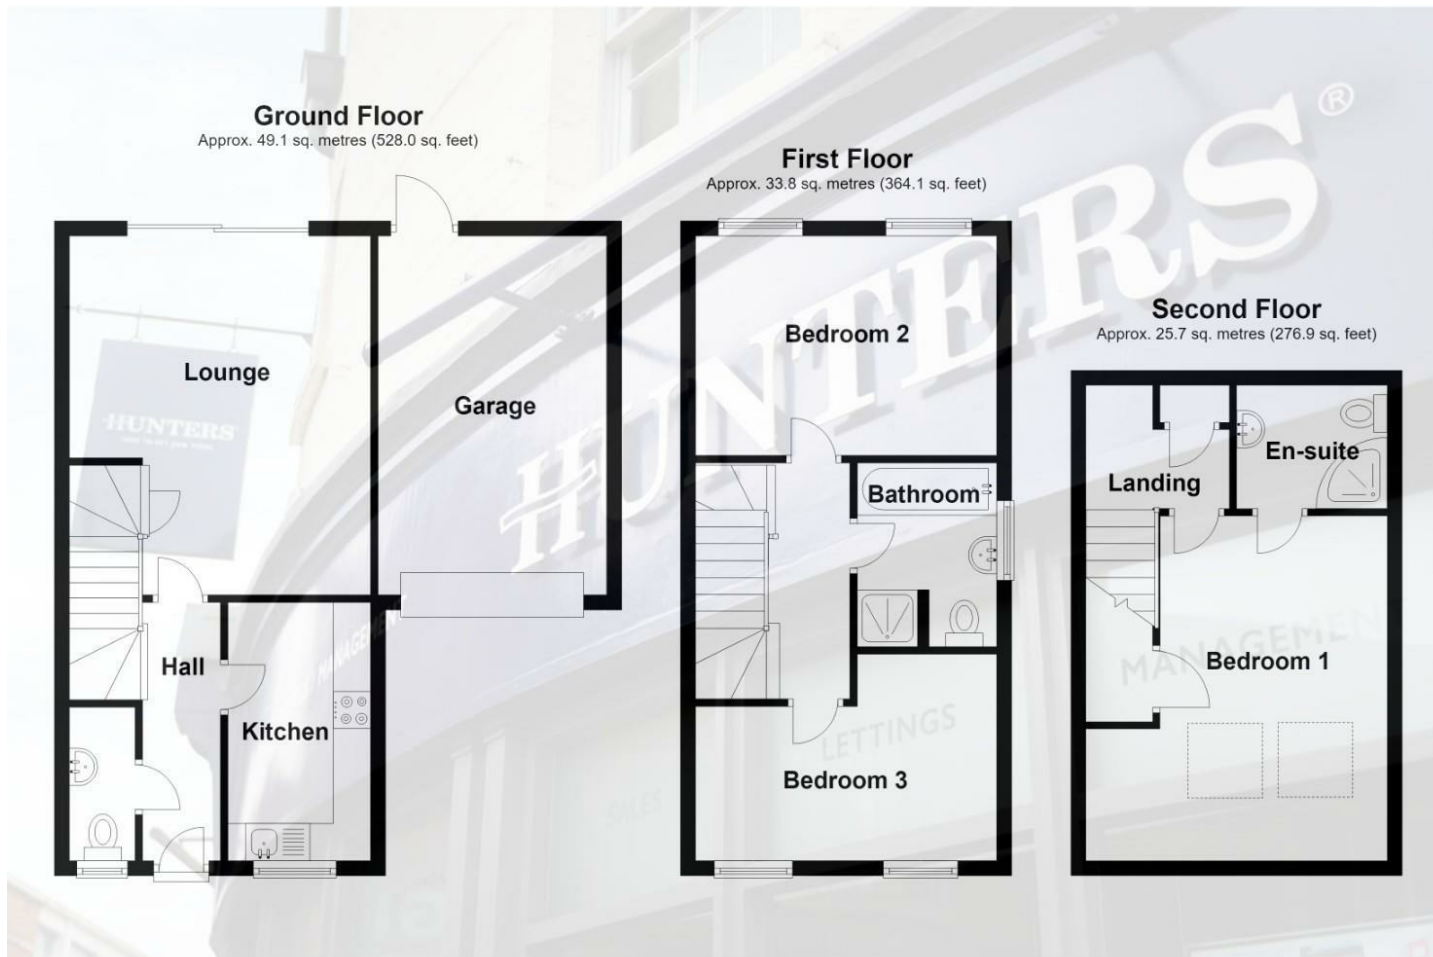 Ground Floor
Approx. 49.1 sq. metres (528.0 sq. feet)
Lounge
Garage
Hall
Kitchen
First Floor
Approx. 33.8 sq. metres (364.1 sq. feet)
Bedroom 2
Bathroom
Bedroom 3
Second Floor
Approx. 25.7 sq. metres (276.9 sq. feet)
En-suite
Landing
Bedroom 1
HUNTERS®
HUNTERS
MANAGEMENT
MANAGEMENT
LETTINGS
SALES